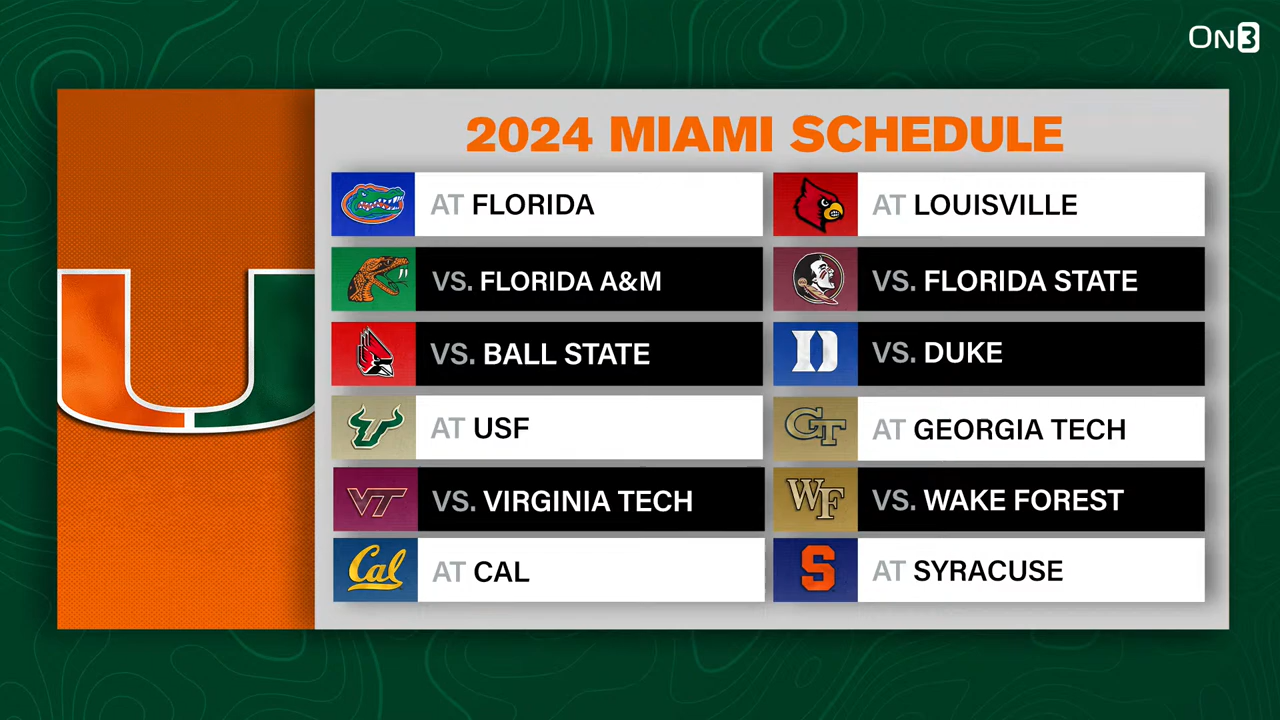 ON3
2024 MIAMI SCHEDULE
AT FLORIDA
VS. FLORIDA A&M
VS. BALL STATE
AT USF
VT VS. VIRGINIA TECH
Cal AT CAL
AT LOUISVILLE
VS. FLORIDA STATE
D VS. DUKE
GT AT GEORGIA TECH
WF VS. WAKE FOREST
S AT SYRACUSE
U